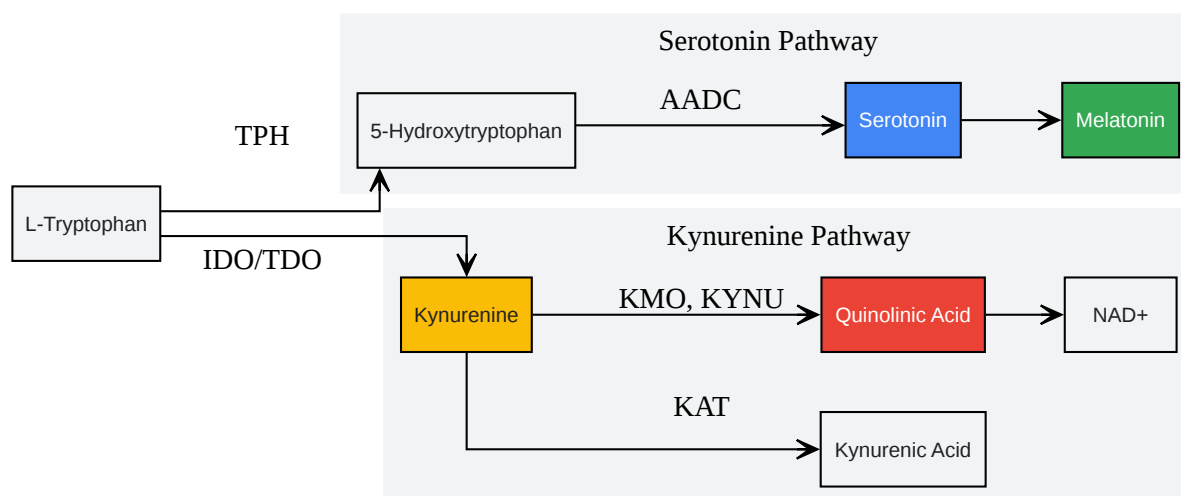 Serotonin Pathway
TPH
AADC
5-Hydroxytryptophan
Serotonin
Melatonin
L-Tryptophan
IDO/TDO
Kynurenine Pathway
Kynurenine
KMO, KYNU
Quinolinic Acid
NAD+
KAT
Kynurenic Acid